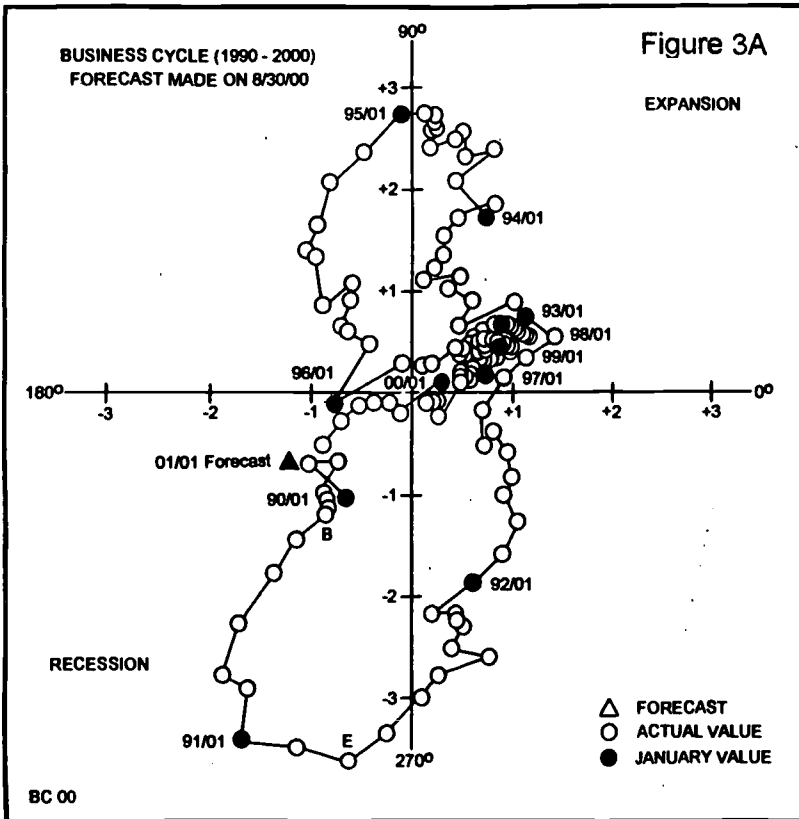 90°
BUSINESS CYCLE (1990 - 2000)
FORECAST MADE ON 8/30/00
Figure 3A
EXPANSION
+3
95/01
+2
94/01
+1
93/01
98/01
99/01
97/01
96/01
00/01
180°
-3
-2
-1
+1
+2
+3
0°
01/01 Forecast
90/01
-1
B
92/01
-2
RECESSION
-3
91/01
E
270°
△ FORECAST
○ ACTUAL VALUE
● JANUARY VALUE
BC 00